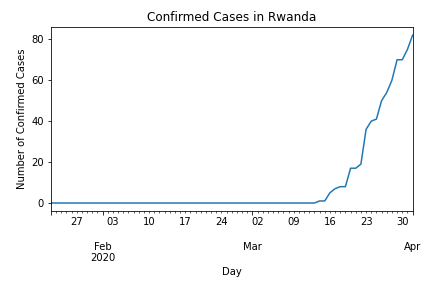 Confirmed Cases in Rwanda
80
60
40
20
0
Number of Confirmed Cases
27 03 10 17 24 02 09 16 23 30
Feb Mar Apr
2020
Day